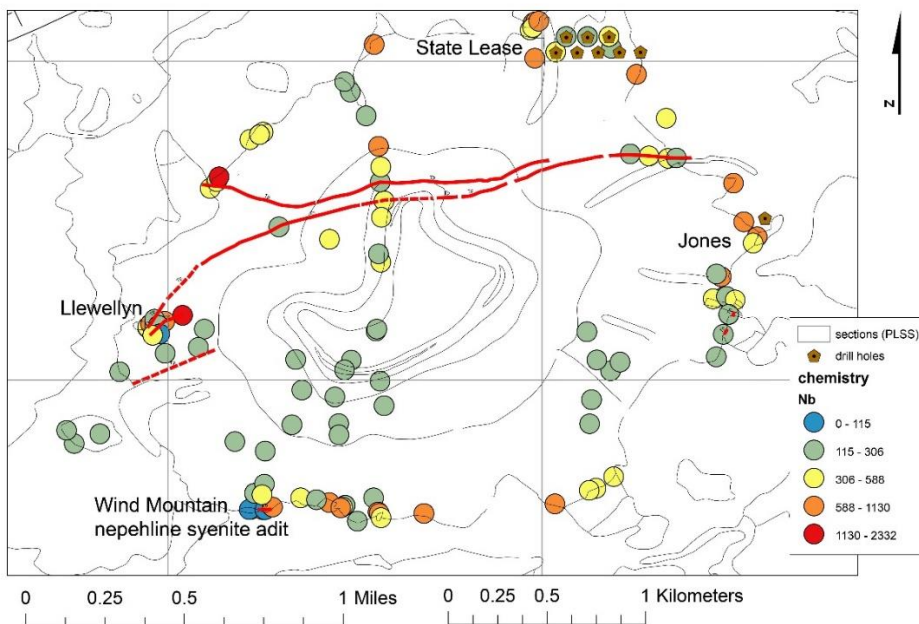 State Lease
N
Jones
Llewellyn
Wind Mountain
nephline syenite adit
sections (PLSS)
drill holes
chemistry
Nb
0 - 115
115 - 306
306 - 588
588 - 1130
1130 - 2332
0 0.25 0.5 1 Miles
0 0.25 0.5 1 Kilometers